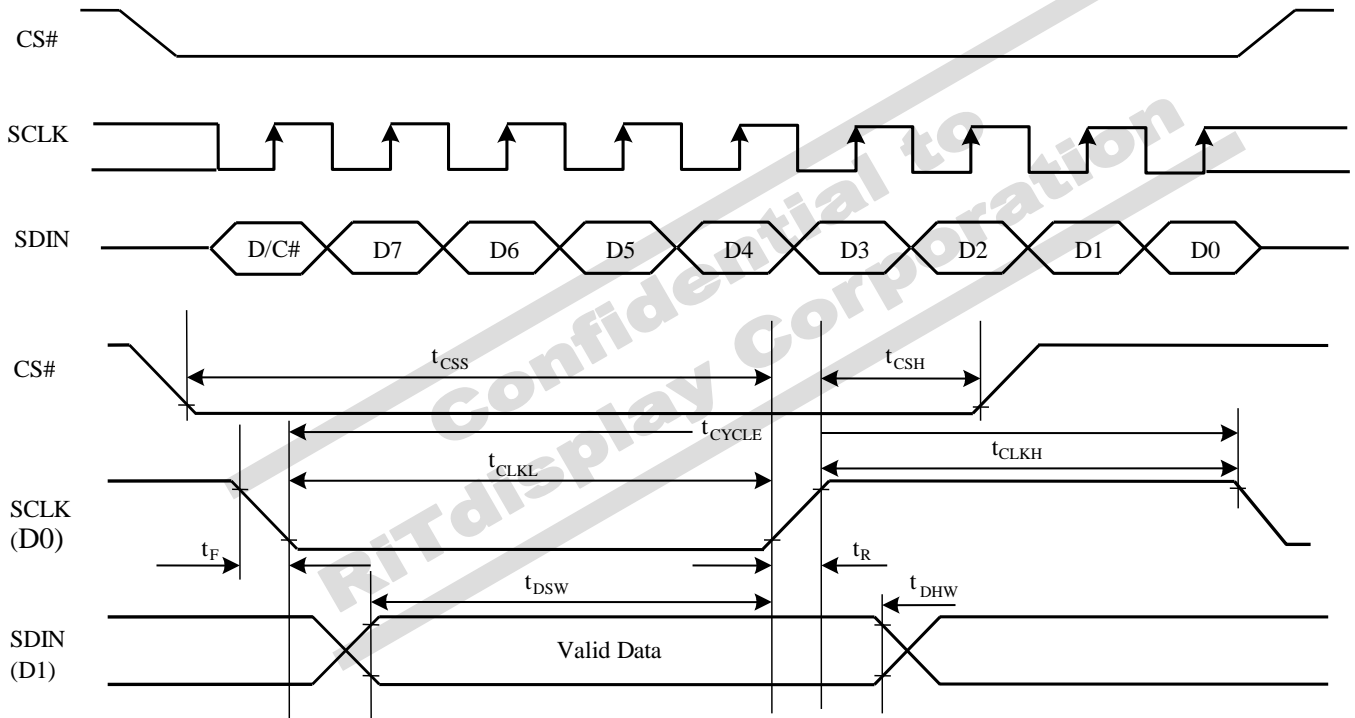 CS#
SCLK
SDIN
D/C# D7 D6 D5 D4 D3 D2 D1 D0
CS#
tCSS
tCSH
tCYCLE
tCLKL
tCLKH
SCLK
(D0)
tF
tR
tDSW
tDHW
SDIN
(D1)
Valid Data
Confidential to
RiTdisplay Corporation